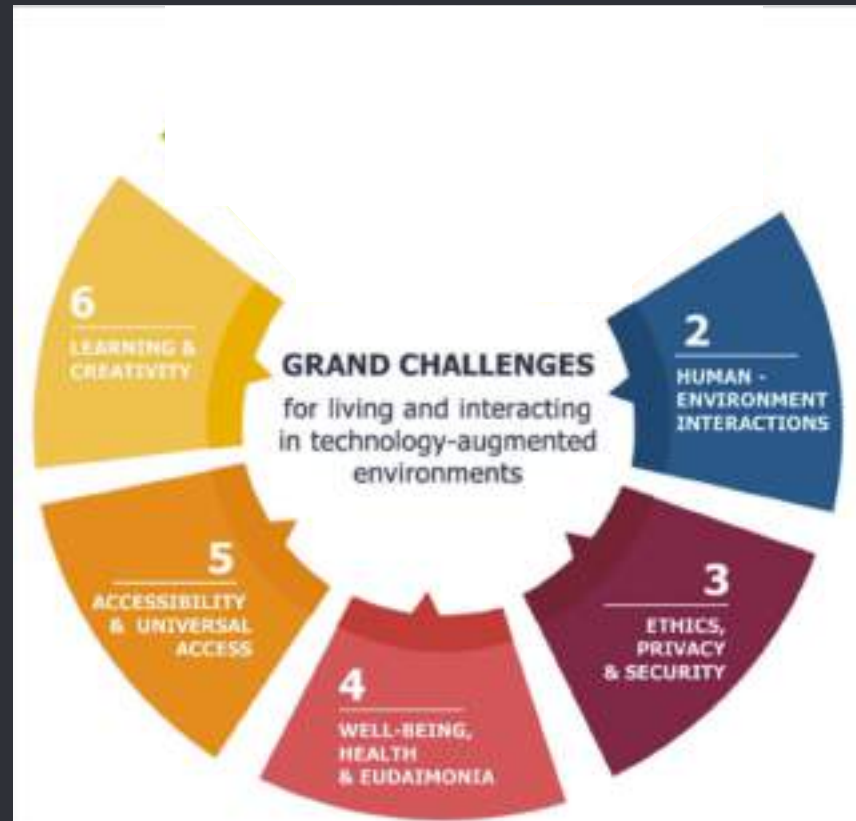 GRAND CHALLENGES
for living and interacting
in technology-augmented
environments
2
HUMAN -
ENVIRONMENT
INTERACTIONS
3
ETHICS,
PRIVACY
& SECURITY
4
WELL-BEING,
HEALTH
& EUDAIMONIA
5
ACCESSIBILITY
& UNIVERSAL
ACCESS
6
LEARNING &
CREATIVITY